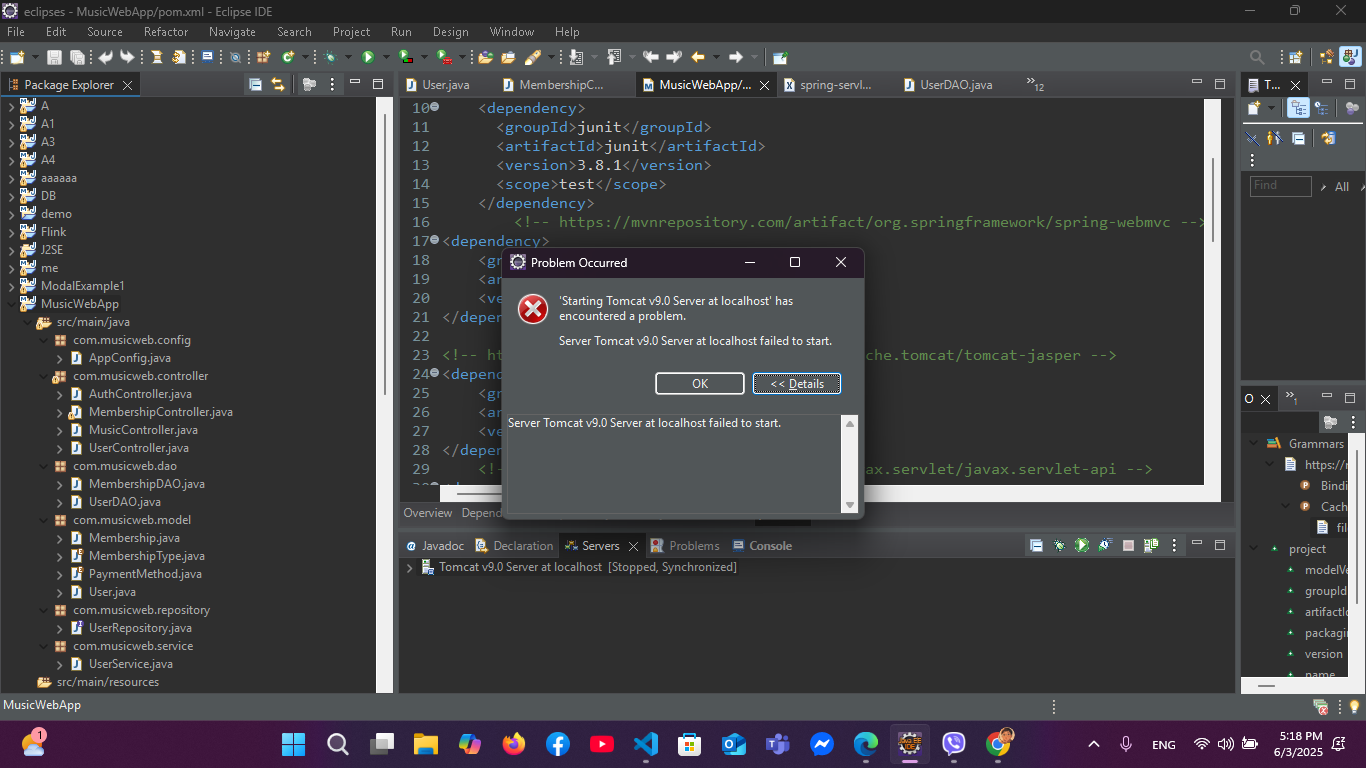 eclipses - MusicWebApp/pom.xml - Eclipse IDE
File Edit Source Refactor Navigate Search Project Run Design Window Help
Package Explorer
A
A1
A3
A4
aaaaaa
DB
demo
Flink
J2SE
me
ModalExample1
MusicWebApp
src/main/java
com.musicweb.config
AppConfig.java
com.musicweb.controller
AuthController.java
MembershipController.java
MusicController.java
UserController.java
com.musicweb.dao
MembershipDAO.java
UserDAO.java
com.musicweb.model
Membership.java
MembershipType.java
PaymentMethod.java
User.java
com.musicweb.repository
UserRepository.java
com.musicweb.service
UserService.java
src/main/resources
User.java MembershipC... MusicWebApp/... spring-servl... UserDAO.java 12
10 <dependency>
11 <groupId>junit</groupId>
12 <artifactId>junit</artifactId>
13 <version>3.8.1</version>
14 <scope>test</scope>
15 </dependency>
16 <!-- https://mvnrepository.com/artifact/org.springframework/spring-webmvc -->
17 <dependency>
18 <gr
19 <ar
20 <ve
21 </depen
22
23 <!-- ht che.tomcat/tomcat-jasper -->
24 <depend
25 <gr
26 <ar
27 <ve
28 </depen
29 <!- ax.servlet/javax.servlet-api -->
Overview Depend
Problem Occurred
'Starting Tomcat v9.0 Server at localhost' has
encountered a problem.
Server Tomcat v9.0 Server at localhost failed to start.
OK << Details
Server Tomcat v9.0 Server at localhost failed to start.
Javadoc Declaration Servers Problems Console
Tomcat v9.0 Server at localhost [Stopped, Synchronized]
T...
Find All
O 1
Grammars
https://r
Bindi
Cach
fil
project
modelVe
groupId
artifactId
packagi
version
name
MusicWebApp
1
ENG 5:18 PM
6/3/2025